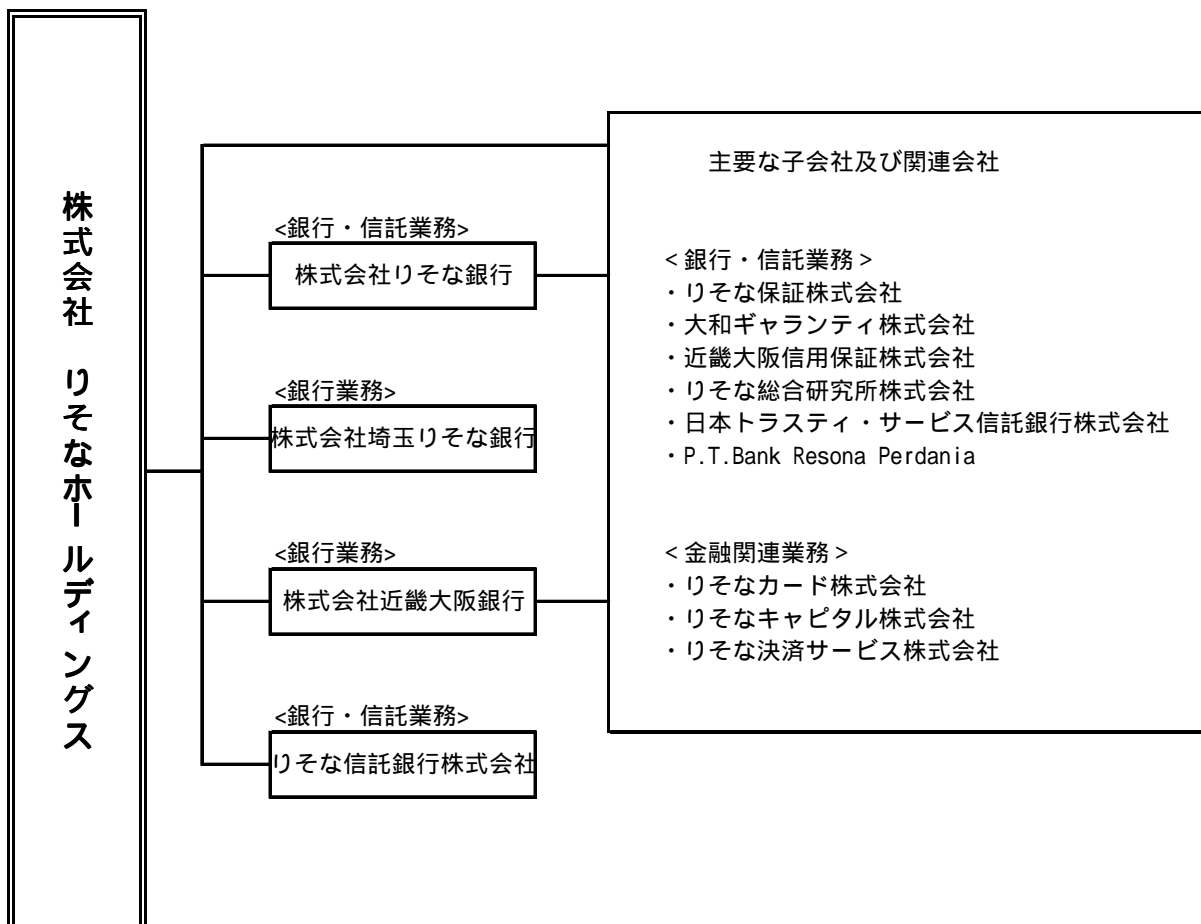 株式会社 りそなホールディングス
<銀行・信託業務>
株式会社りそな銀行
<銀行業務>
株式会社埼玉りそな銀行
<銀行業務>
株式会社近畿大阪銀行
<銀行・信託業務>
りそな信託銀行株式会社
主要な子会社及び関連会社
<銀行・信託業務>
・りそな保証株式会社
・大和ギャランティ株式会社
・近畿大阪信用保証株式会社
・りそな総合研究所株式会社
・日本トラスティ・サービス信託銀行株式会社
・P.T.Bank Resona Perdania
<金融関連業務>
・りそなカード株式会社
・りそなキャピタル株式会社
・りそな決済サービス株式会社